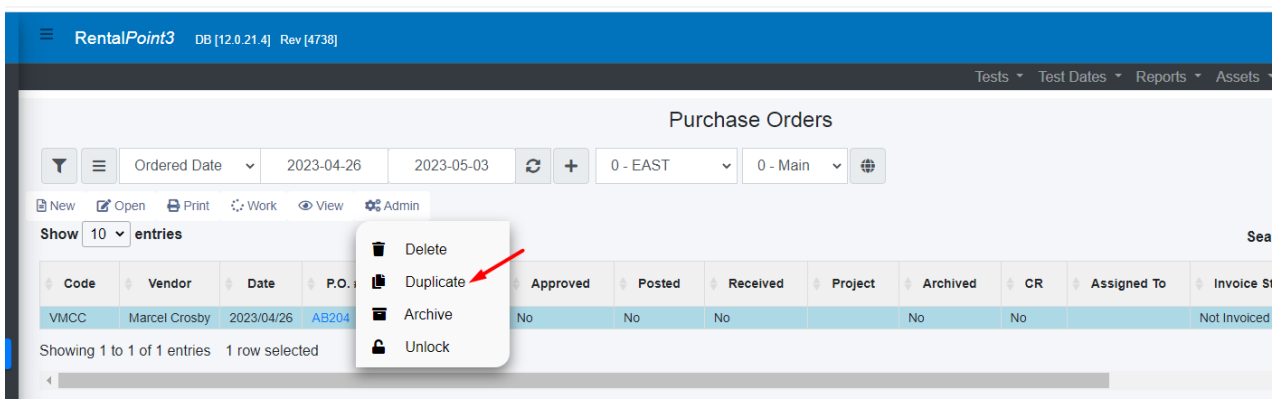 RentalPoint3 DB [12.0.21.4] Rev [4738]
Tests Test Dates Reports Assets
Purchase Orders
Ordered Date 2023-04-26 2023-05-03 0 - EAST 0 - Main
New Open Print Work View Admin
Show 10 entries
Sea
Delete
Duplicate
Archive
Unlock
Code Vendor Date P.O. Approved Posted Received Project Archived CR Assigned To Invoice St
VMCC Marcel Crosby 2023/04/26 AB204 No No No No No Not Invoiced
Showing 1 to 1 of 1 entries 1 row selected